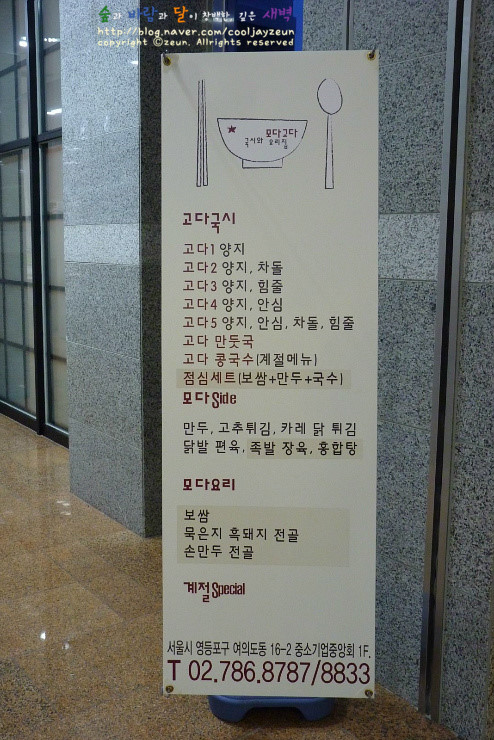 숲과 바람과 달이 창백한 깊은 새벽
http://blog.naver.com/cooljayzeun
copyright ©zeun. Allrights reserved
모다고다
국시와 요리집
고다국시
고다1 양지
고다2 양지, 차돌
고다3 양지, 힘줄
고다4 양지, 안심
고다5 양지, 안심, 차돌, 힘줄
고다 만둣국
고다 콩국수(계절메뉴)
점심세트(보쌈+만두+국수)
모다Side
만두, 고추튀김, 카레 닭 튀김
닭발 편육, 족발 장육, 홍합탕
모다요리
보쌈
묵은지 흑돼지 전골
손만두 전골
계절Special
서울시 영등포구 여의도동 16-2 중소기업중앙회 1F.
T 02.786.8787/8833